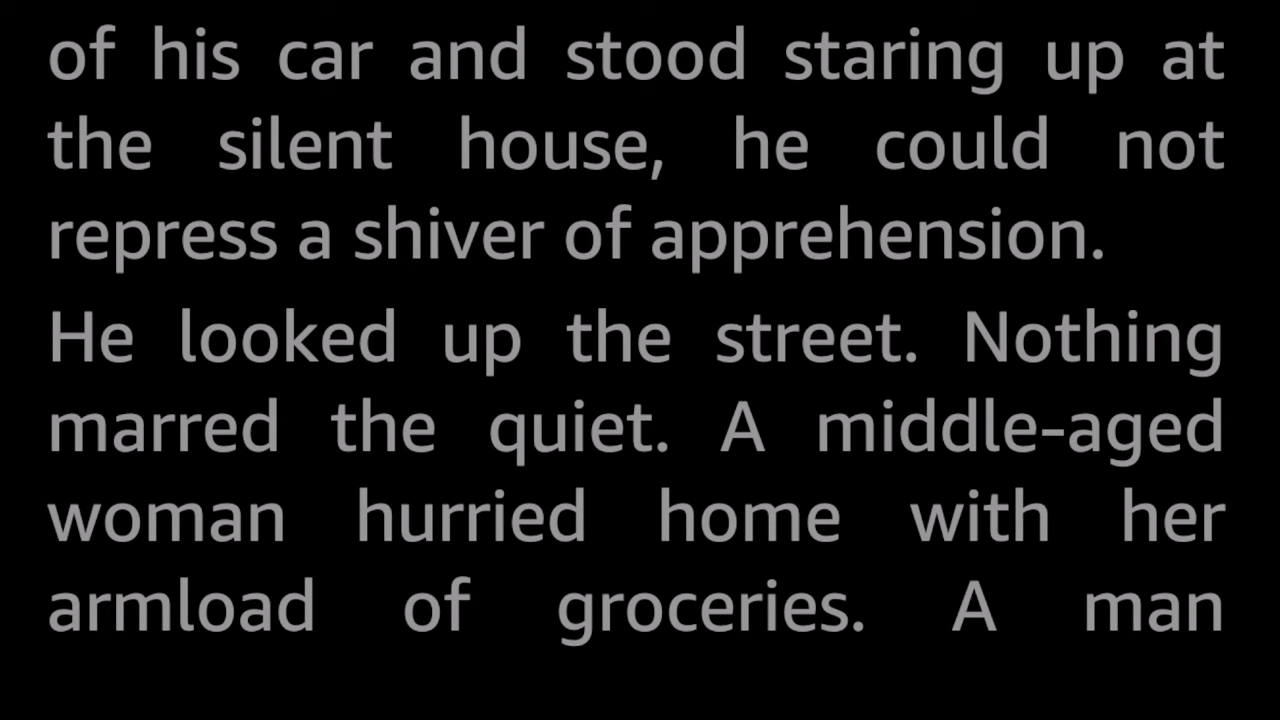 of his car and stood staring up at
the silent house, he could not
repress a shiver of apprehension.
He looked up the street. Nothing
marred the quiet. A middle-aged
woman hurried home with her
armload of groceries. A man